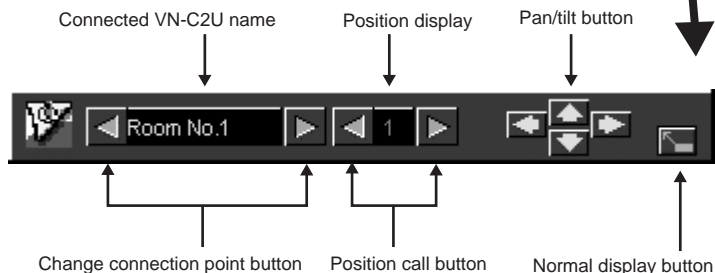 Connected VN-C2U name
Position display
Pan/tilt button
Room No.1
1
Change connection point button
Position call button
Normal display button